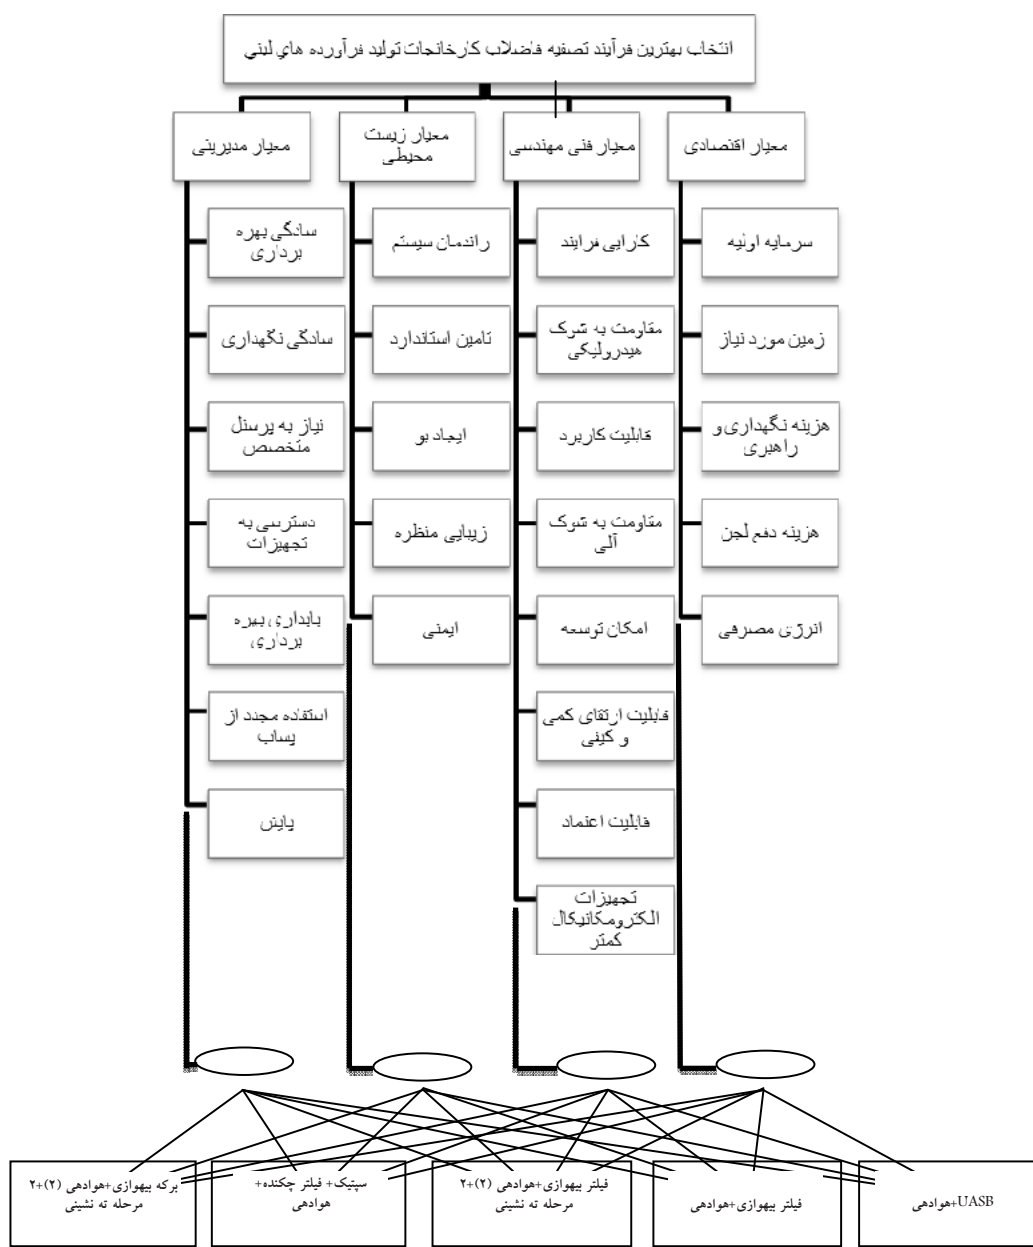 انتخاب بهترین فرآیند تصفیه فاضلاب کارخانجات تولید فرآورده های لبنی
معیار اقتصادی
سرمایه اولیه
زمین مورد نیاز
هزینه نگهداری و
راهبری
هزینه دفع لجن
انرژی مصرفی
معیار فنی مهندسی
کارایی فرایند
مقاومت به شوک
هیدرولیکی
قابلیت کاربرد
مقاومت به شوک
آلی
امکان توسعه
قابلیت ارتقای کمی
و کیفی
قابلیت اعتماد
تجهیزات
الکترومکانیکال
کمتر
معیار زیست
محیطی
راندمان سیستم
تامین استاندارد
ایجاد بو
زیبایی منظره
ایمنی
معیار مدیریتی
سادگی بهره
برداری
سادگی نگهداری
نیاز به پرسنل
متخصص
دسترسی به
تجهیزات
پایداری بهره
برداری
استفاده مجدد از
پساب
پایش
UASB+هوادهی
فیلتر بیهوازی+هوادهی
فیلتر بیهوازی+هوادهی (۲)+۲
مرحله ته نشینی
سپتیک+ فیلتر چکنده+
هوادهی
برکه بیهوازی+هوادهی (۲)+۲
مرحله ته نشینی